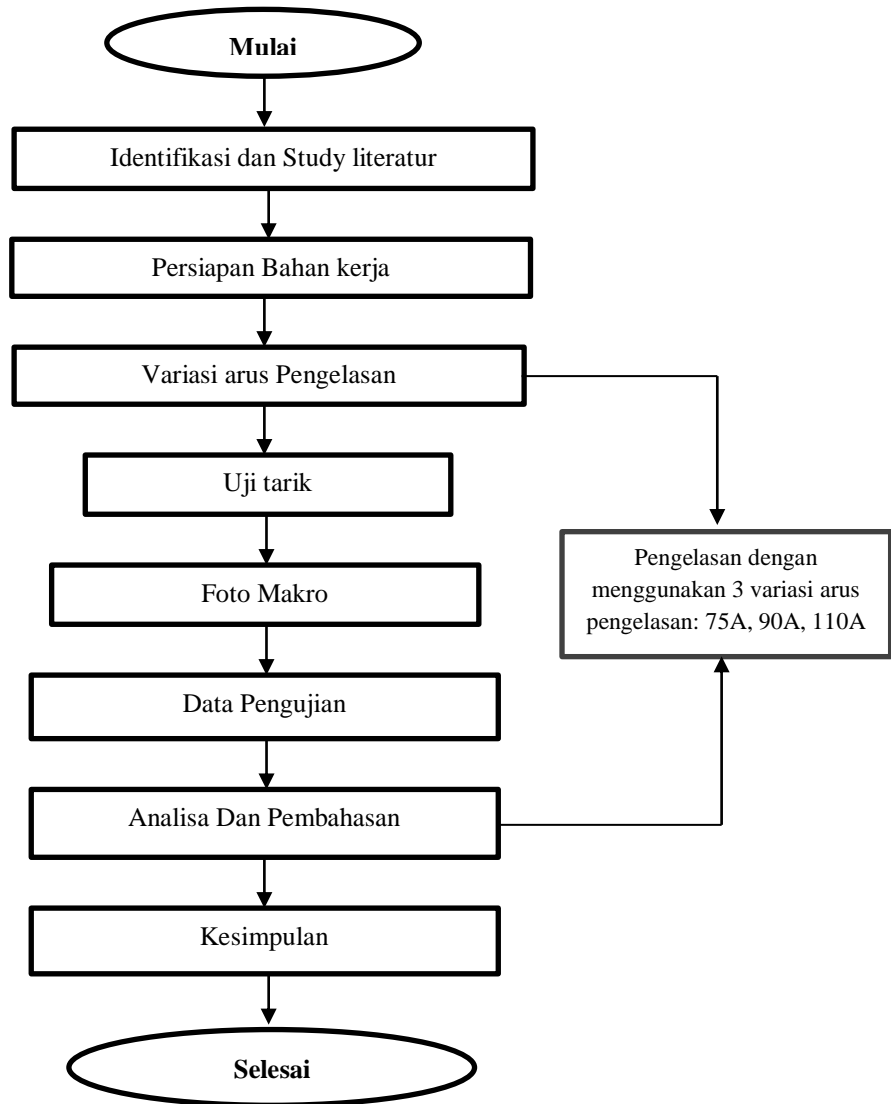 Mulai
Identifikasi dan Study literatur
Persiapan Bahan kerja
Variasi arus Pengelasan
Uji tarik
Pengelasan dengan
menggunakan 3 variasi arus
pengelasan: 75A, 90A, 110A
Foto Makro
Data Pengujian
Analisa Dan Pembahasan
Kesimpulan
Selesai